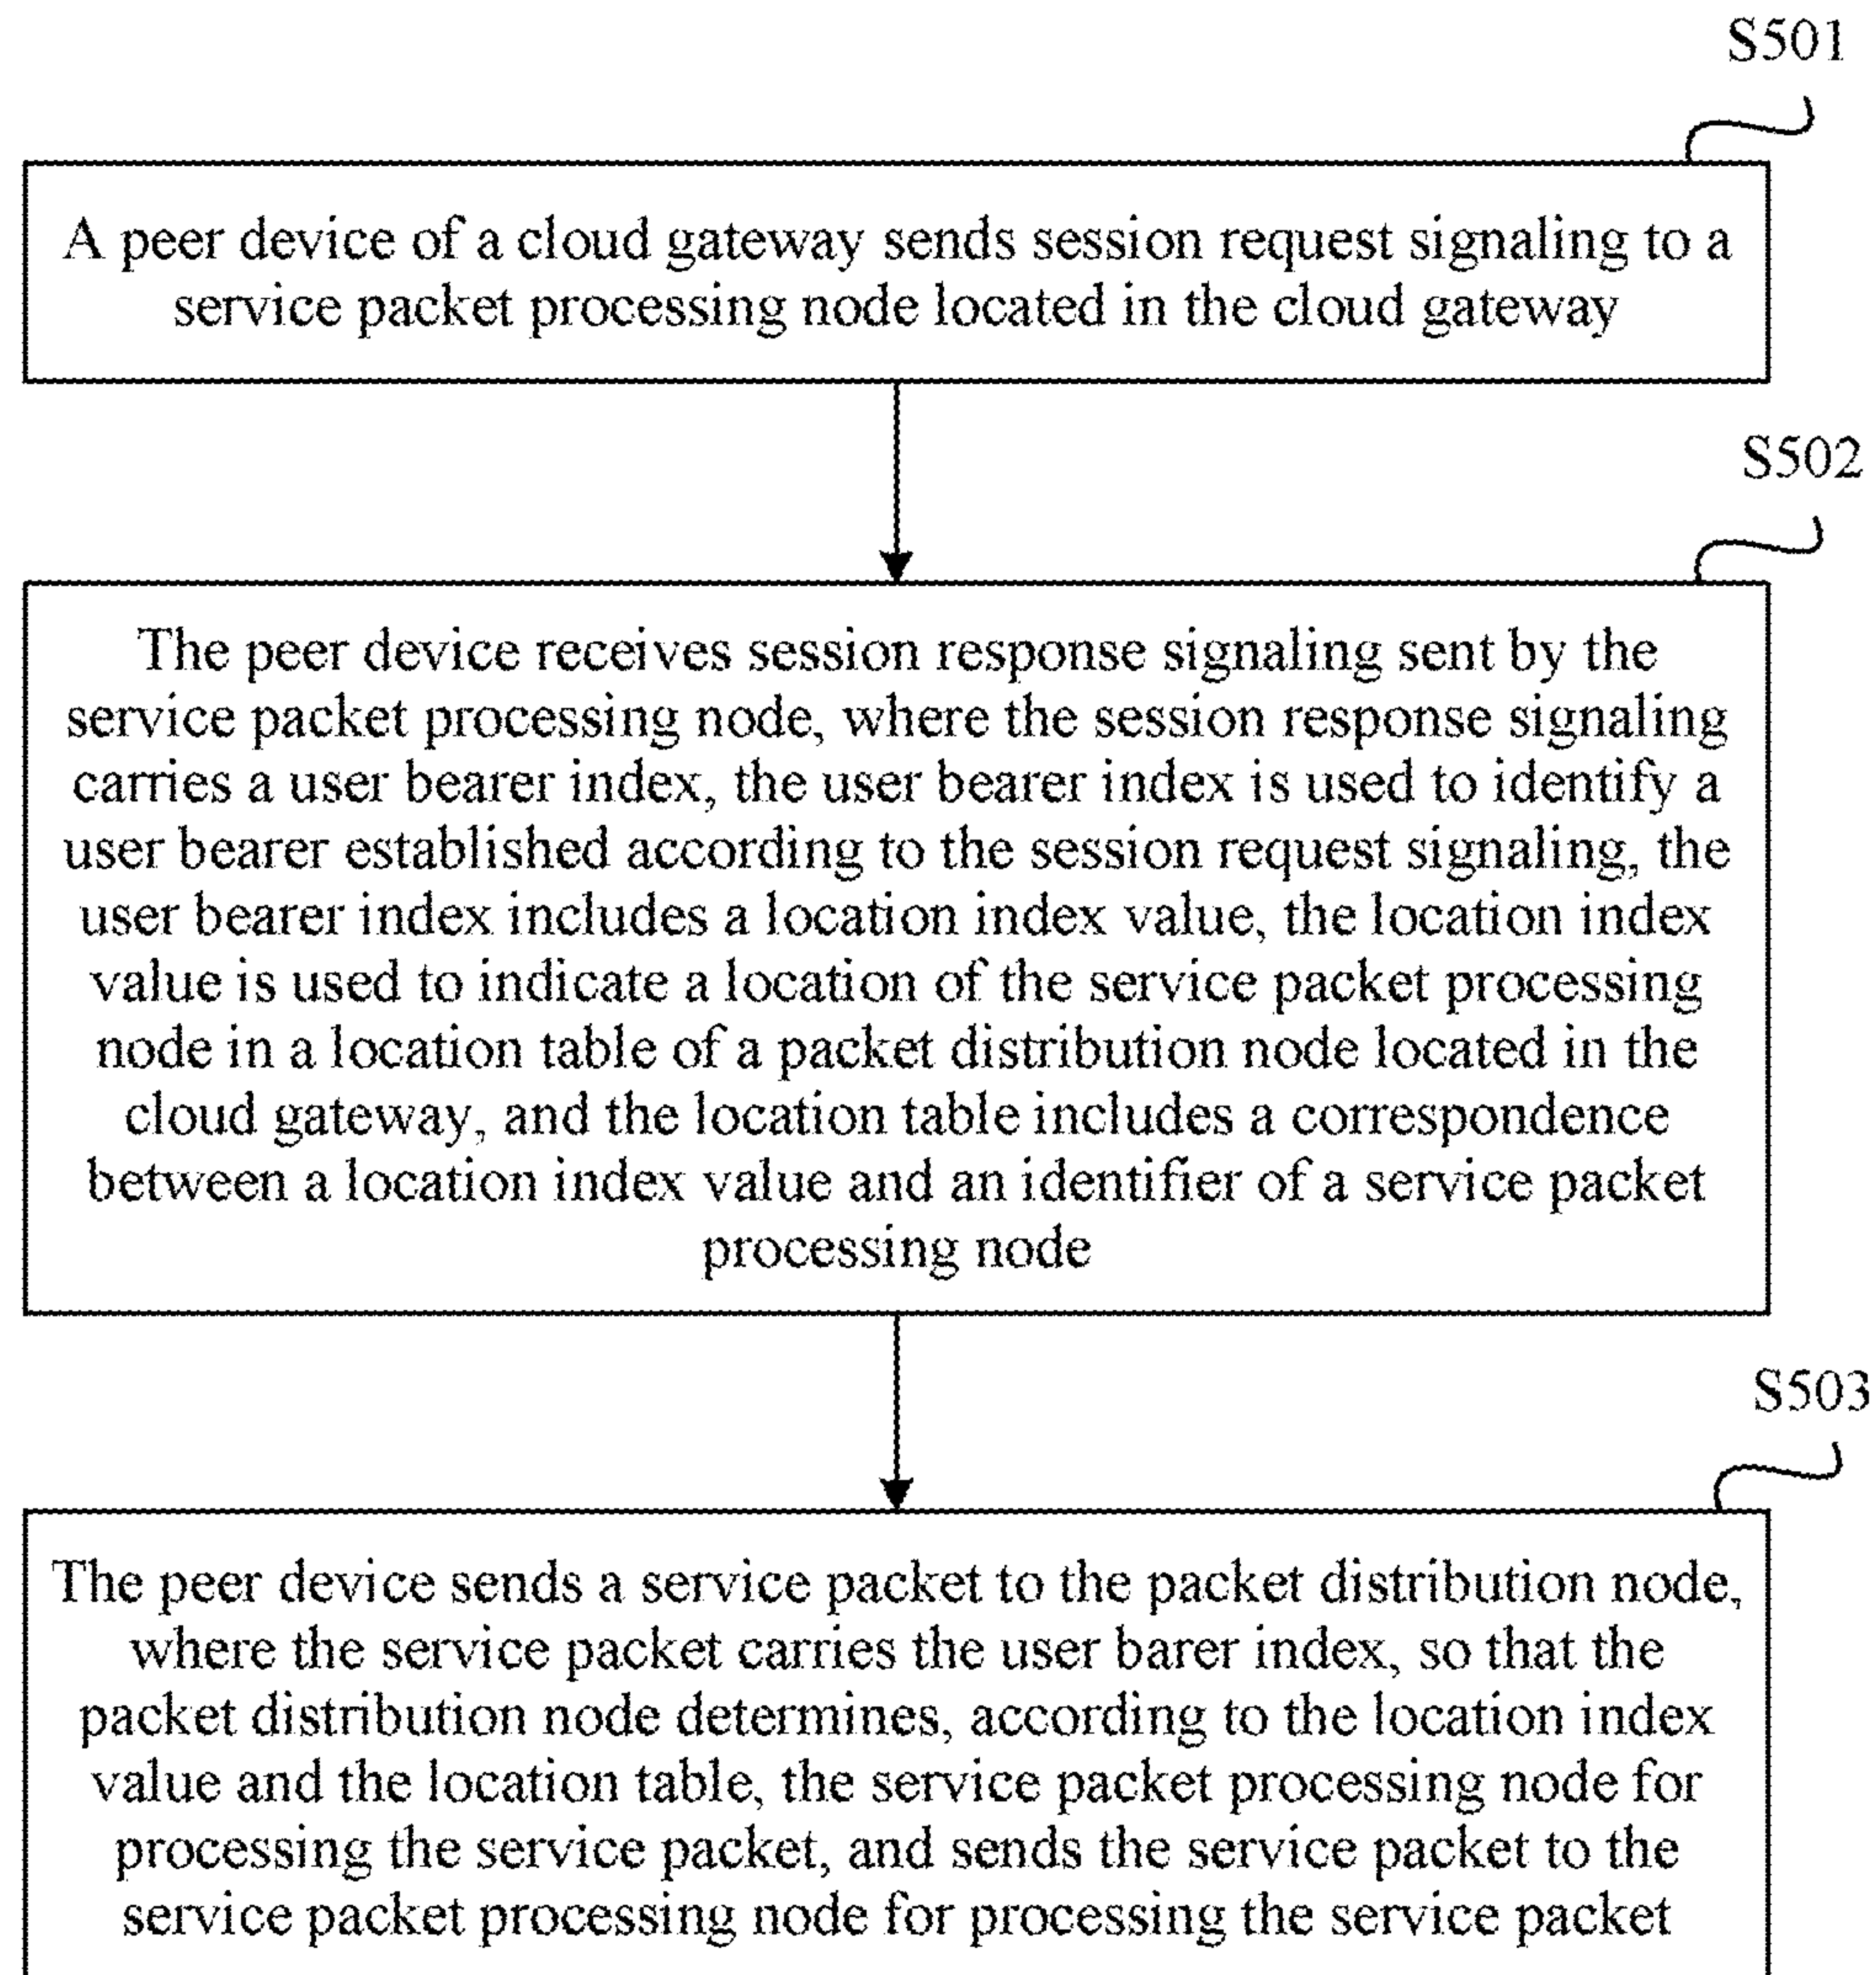 S501
A peer device of a cloud gateway sends session request signaling to a
service packet processing node located in the cloud gateway
S502
The peer device receives session response signaling sent by the
service packet processing node, where the session response signaling
carries a user bearer index, the user bearer index is used to identify a
user bearer established according to the session request signaling, the
user bearer index includes a location index value, the location index
value is used to indicate a location of the service packet processing
node in a location table of a packet distribution node located in the
cloud gateway, and the location table includes a correspondence
between a location index value and an identifier of a service packet
processing node
S503
The peer device sends a service packet to the packet distribution node,
where the service packet carries the user barer index, so that the
packet distribution node determines, according to the location index
value and the location table, the service packet processing node for
processing the service packet, and sends the service packet to the
service packet processing node for processing the service packet